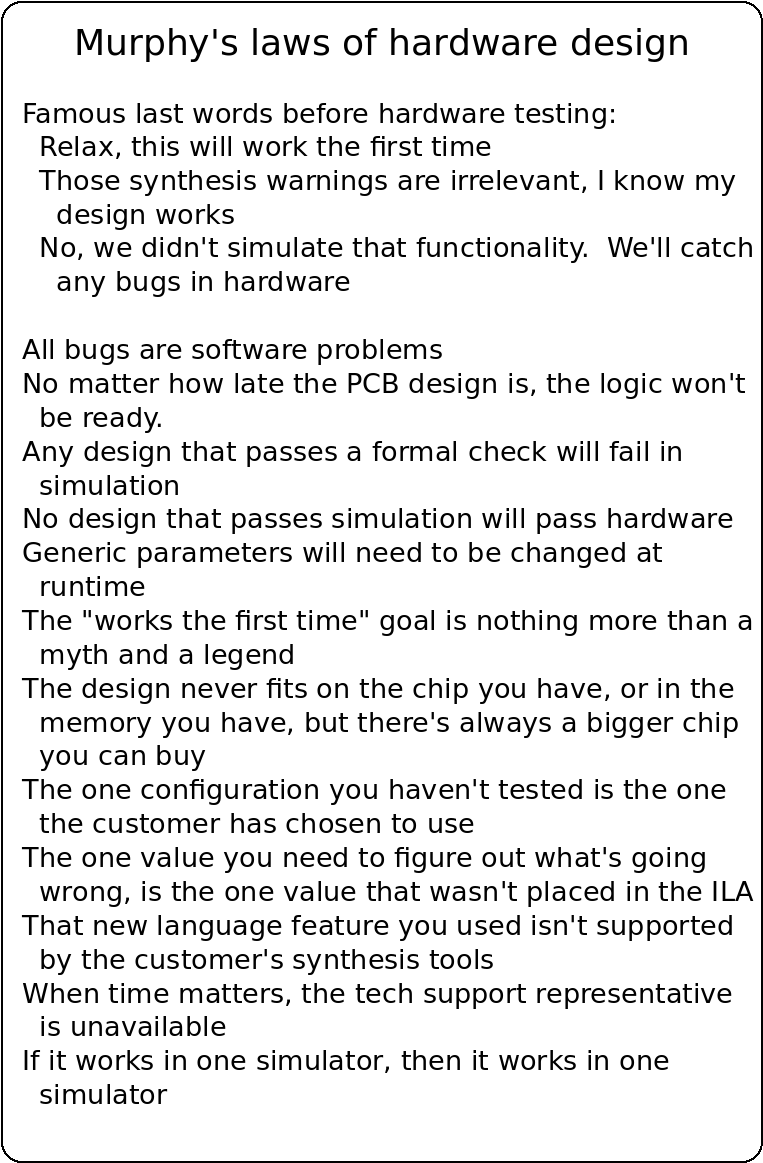 Murphy's laws of hardware design
Famous last words before hardware testing:
Relax, this will work the first time
Those synthesis warnings are irrelevant, I know my
design works
No, we didn't simulate that functionality.  We'll catch
any bugs in hardware
All bugs are software problems
No matter how late the PCB design is, the logic won't
be ready.
Any design that passes a formal check will fail in
simulation
No design that passes simulation will pass hardware
Generic parameters will need to be changed at
runtime
The "works the first time" goal is nothing more than a
myth and a legend
The design never fits on the chip you have, or in the
memory you have, but there's always a bigger chip
you can buy
The one configuration you haven't tested is the one
the customer has chosen to use
The one value you need to figure out what's going
wrong, is the one value that wasn't placed in the ILA
That new language feature you used isn't supported
by the customer's synthesis tools
When time matters, the tech support representative
is unavailable
If it works in one simulator, then it works in one
simulator